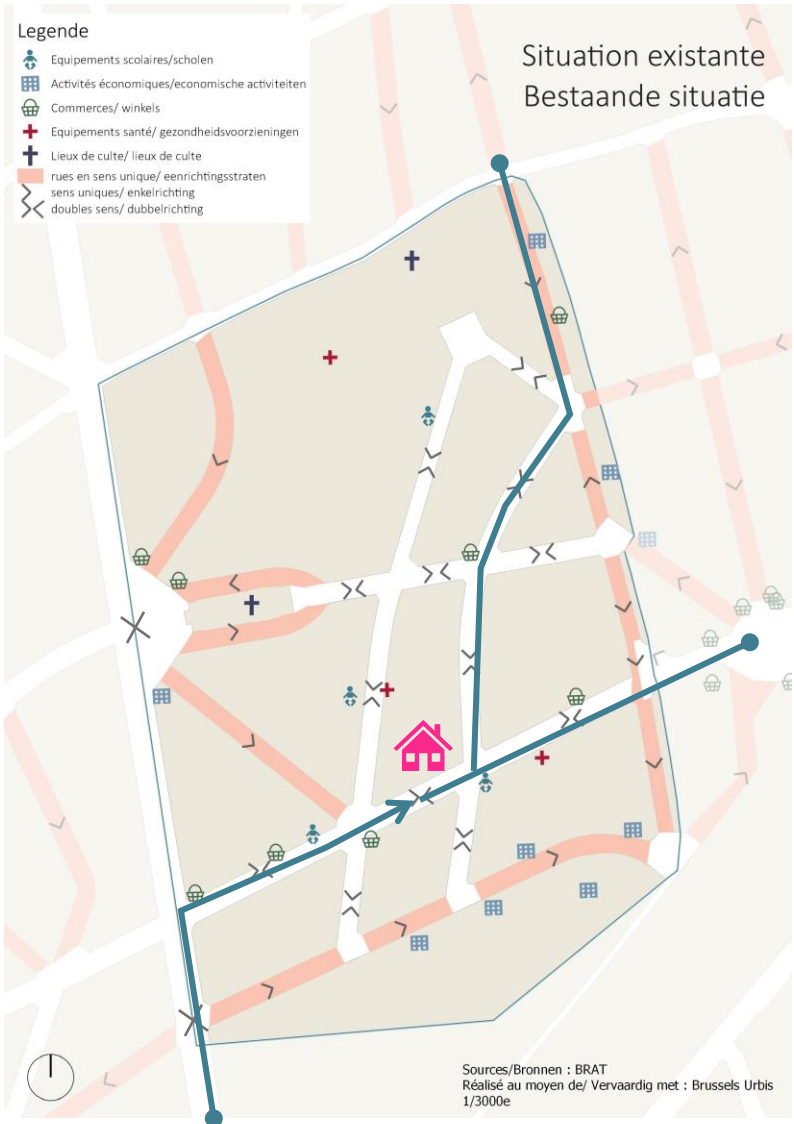 Legende
Equipements scolaires/scholen
Activités économiques/economische activiteiten
Commerces/ winkels
Equipements santé/ gezondheidsvoorzieningen
Lieux de culte/ lieux de culte
rues en sens unique/ eenrichtingsstraten
sens uniques/ enkelrichting
doubles sens/ dubbelrichting
Situation existante
Bestaande situatie
Sources/Bronnen : BRAT
Réalisé au moyen de/ Vervaardig met : Brussels Urbis
1/3000e